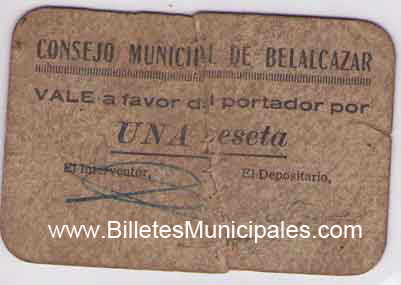 CONSEJO MUNICIPAL DE BELALCAZAR
VALE a favor del portador por
UNA peseta
El Interventor, El Depositario,
www.BilletesMunicipales.com